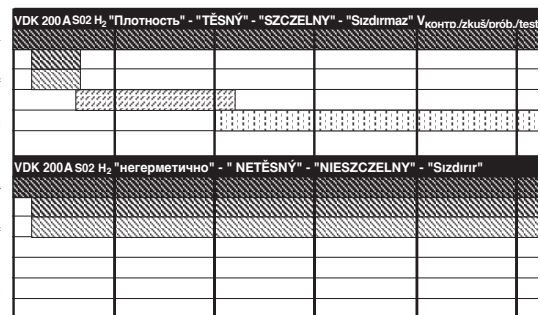 VDK 200 A S02 H2 "Плотность" - "TĚSNÝ" - "SZCZELNY" - "Sızdırmaz" Vконтр./zkuš/prób./test
VDK 200 A S02 H2 "негерметично" - " NETĚSNÝ" - "NIESZCZELNY" - "Sızdırır"